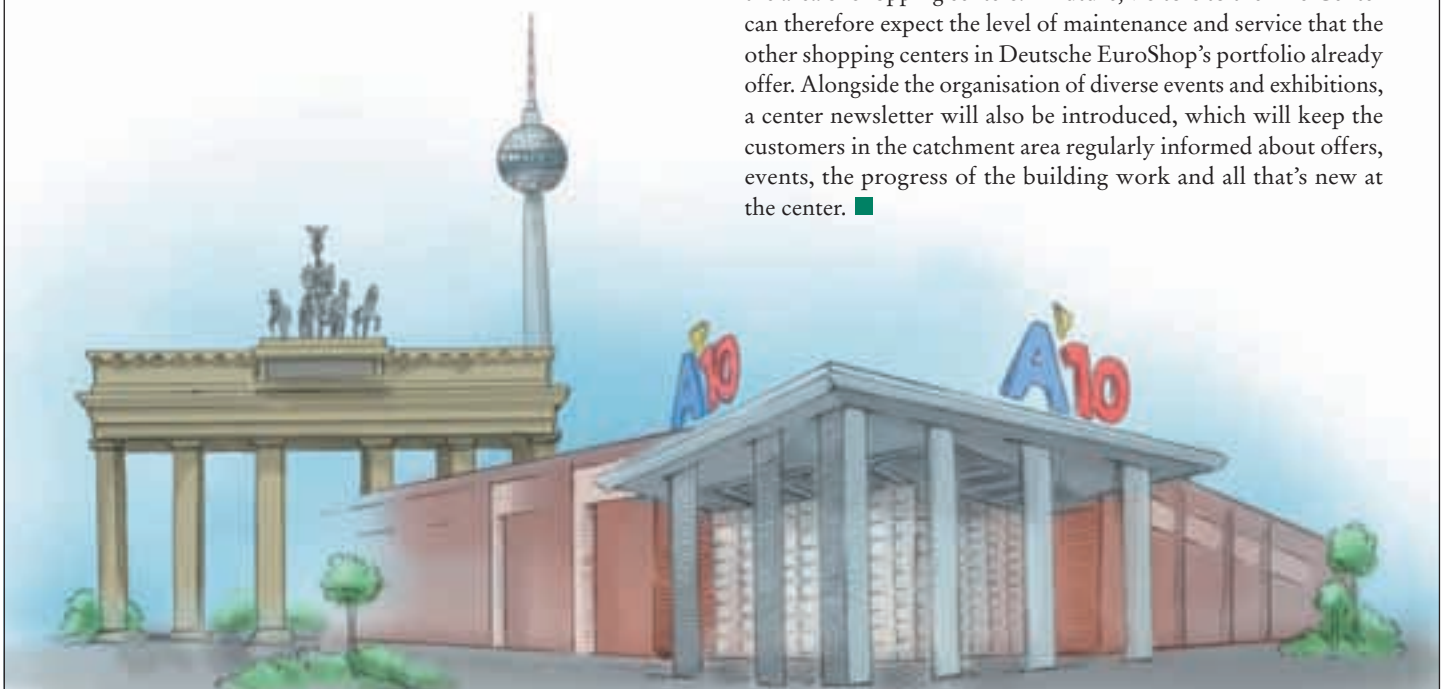 can therefore expect the level of maintenance and service that the
other shopping centers in Deutsche EuroShop's portfolio already
offer. Alongside the organisation of diverse events and exhibitions,
a center newsletter will also be introduced, which will keep the
customers in the catchment area regularly informed about offers,
events, the progress of the building work and all that's new at
the center.
A10
A10